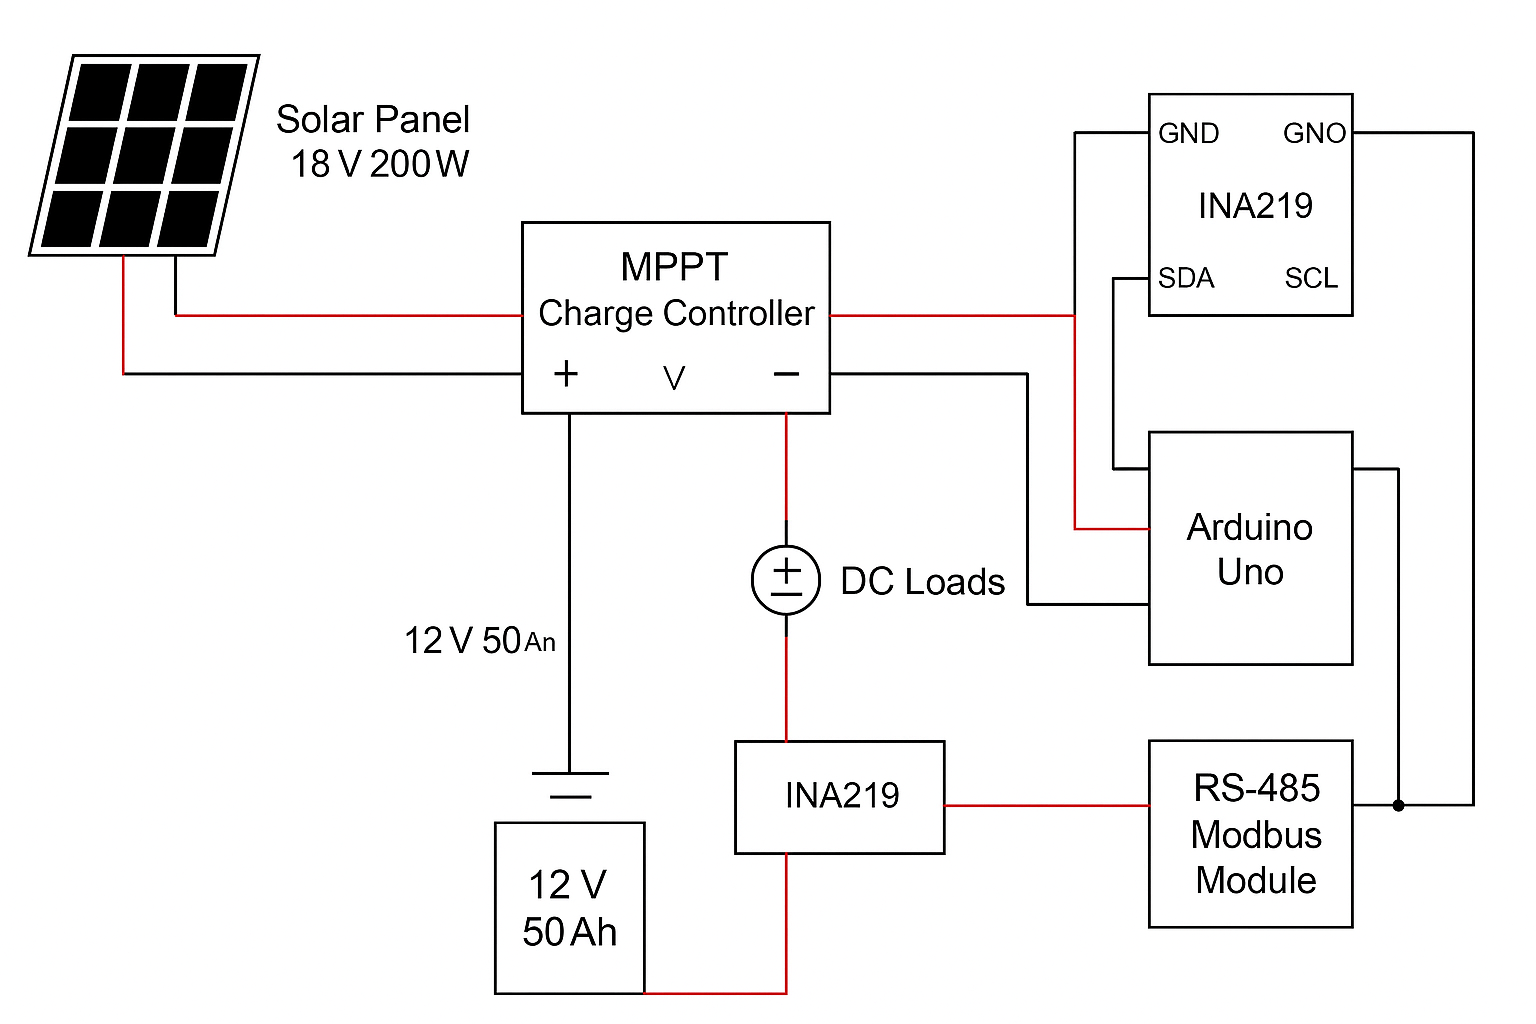 Solar Panel
18 V 200 W
MPPT
Charge Controller
+ V −
GND GNO
INA219
SDA SCL
Arduino
Uno
DC Loads
12 V 50 An
INA219
RS-485
Modbus
Module
12 V
50 Ah